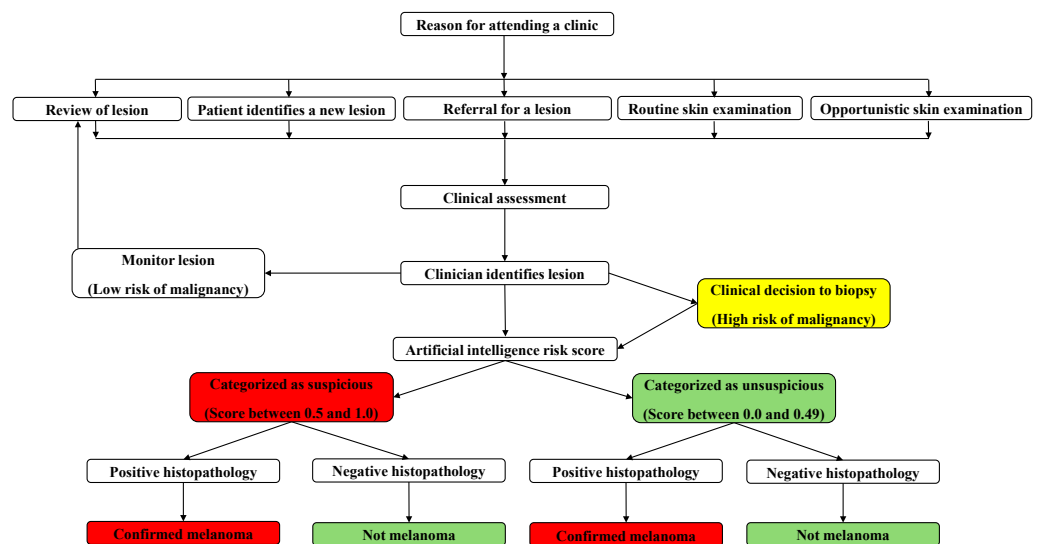 Reason for attending a clinic
Review of lesion
Patient identifies a new lesion
Referral for a lesion
Routine skin examination
Opportunistic skin examination
Clinical assessment
Monitor lesion
(Low risk of malignancy)
Clinician identifies lesion
Clinical decision to biopsy
(High risk of malignancy)
Artificial intelligence risk score
Categorized as suspicious
(Score between 0.5 and 1.0)
Categorized as unsuspicious
(Score between 0.0 and 0.49)
Positive histopathology
Negative histopathology
Positive histopathology
Negative histopathology
Confirmed melanoma
Not melanoma
Confirmed melanoma
Not melanoma